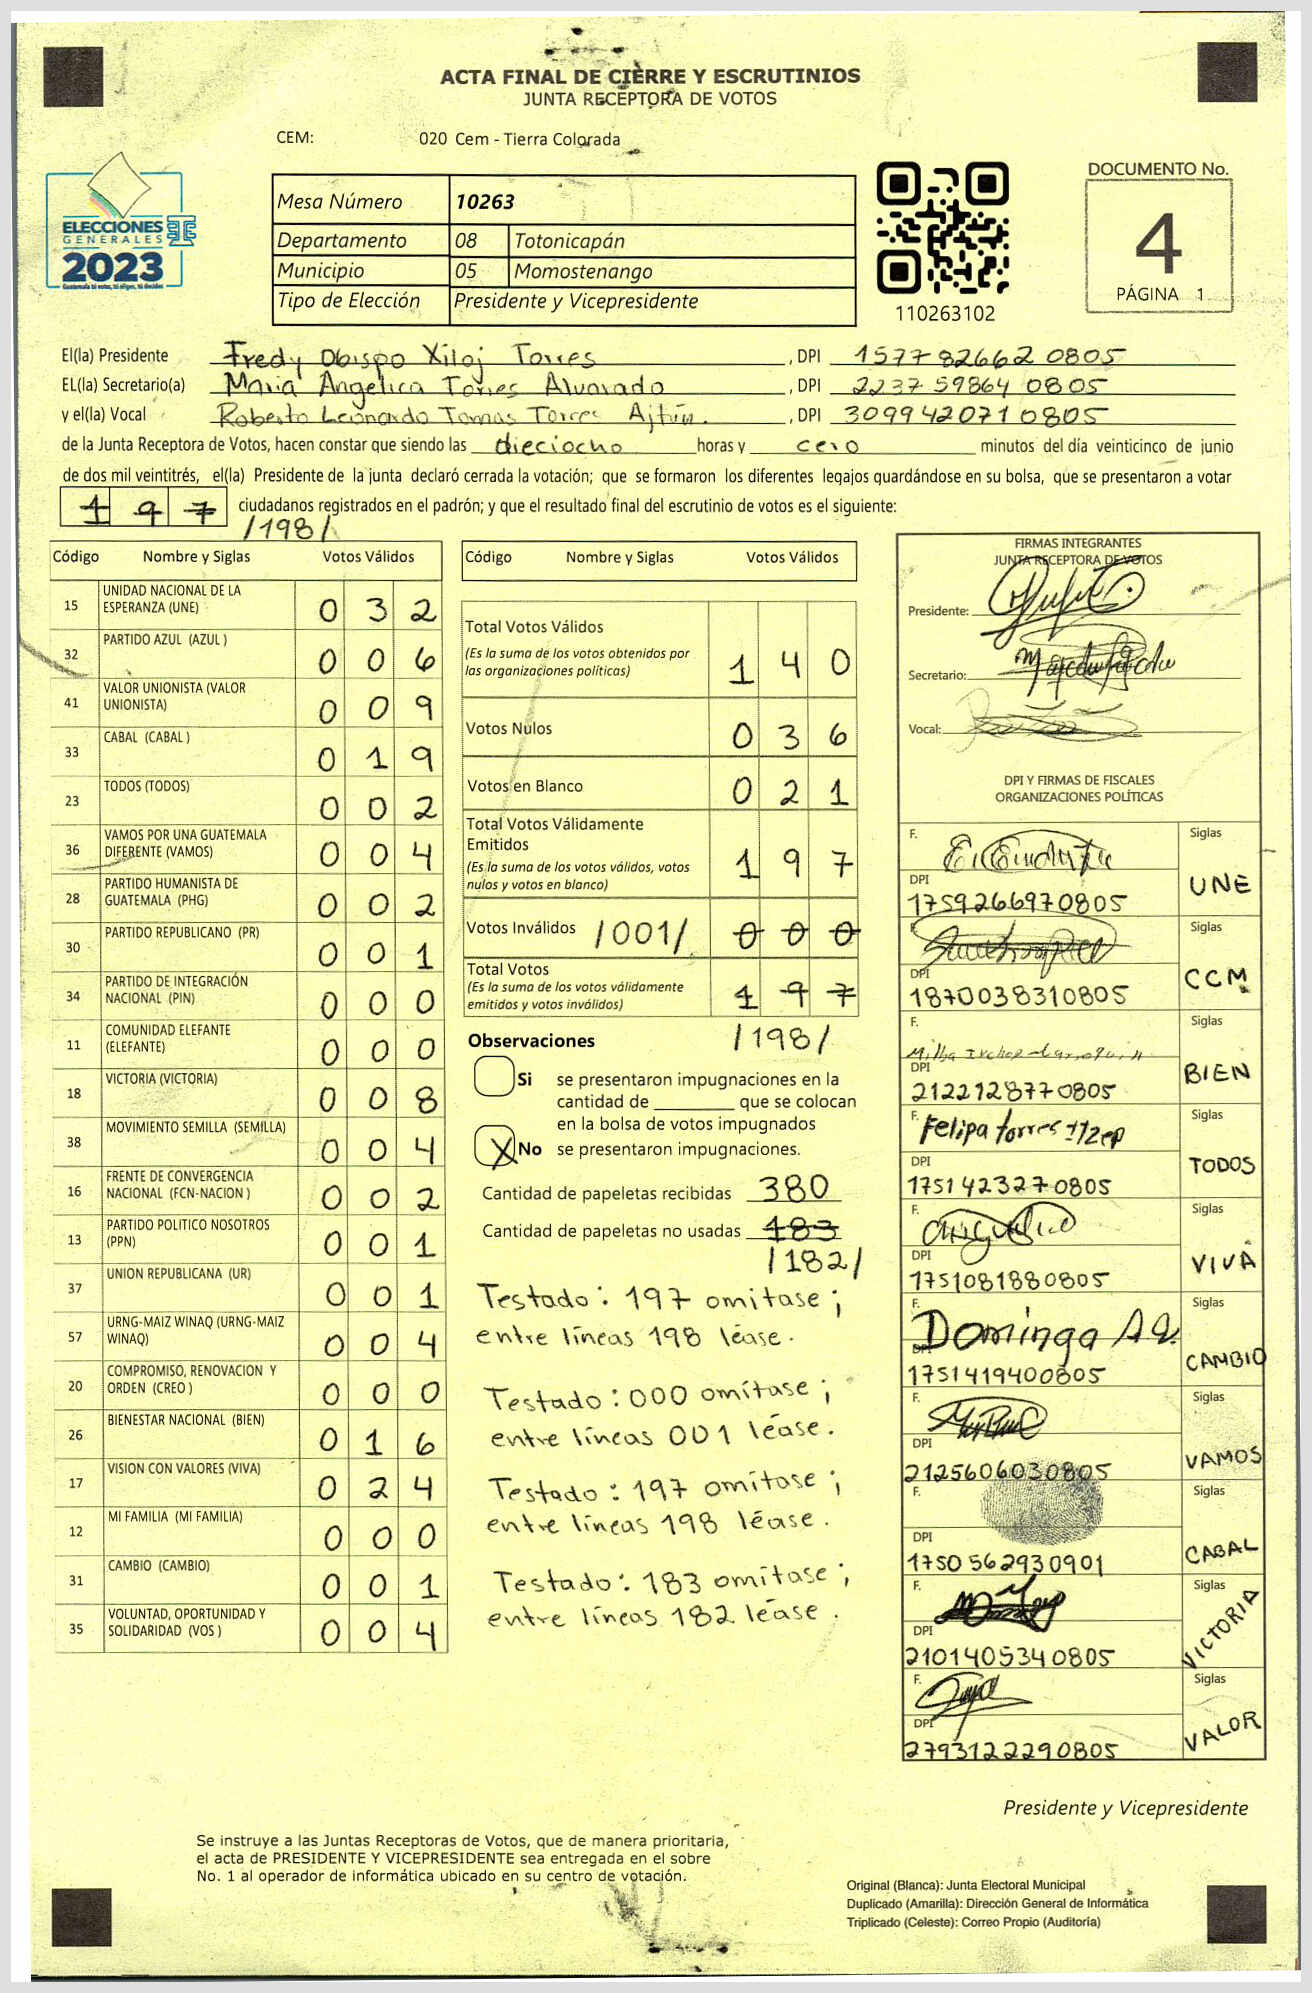 ACTA FINAL DE CIERRE Y ESCRUTINIOS
JUNTA RECEPTORA DE VOTOS
CEM: 020 Cem - Tierra Colorada
ELECCIONES
GENERALES
2023
Guatemala tú votas, tú eliges, tú decides
Mesa Número 10263
Departamento 08 Totonicapán
Municipio 05 Momostenango
Tipo de Elección Presidente y Vicepresidente
110263102
DOCUMENTO No.
4
PÁGINA 1
El(la) Presidente Fredy Obispo Xiloj Torres , DPI 1577 82662 0805
EL(la) Secretario(a) Maria Angelica Torres Alvarado , DPI 2237 59864 0805
y el(la) Vocal Roberto Leonardo Tomas Torres Ajtún. , DPI 3099420710805
de la Junta Receptora de Votos, hacen constar que siendo las dieciocho horas y cero minutos del día veinticinco de junio
de dos mil veintitrés, el(la) Presidente de la junta declaró cerrada la votación; que se formaron los diferentes legajos guardándose en su bolsa, que se presentaron a votar
197 ciudadanos registrados en el padrón; y que el resultado final del escrutinio de votos es el siguiente:
/198/
Código Nombre y Siglas Votos Válidos
15 UNIDAD NACIONAL DE LA ESPERANZA (UNE) 0 3 2
32 PARTIDO AZUL (AZUL ) 0 0 6
41 VALOR UNIONISTA (VALOR UNIONISTA) 0 0 9
33 CABAL (CABAL ) 0 1 9
23 TODOS (TODOS) 0 0 2
36 VAMOS POR UNA GUATEMALA DIFERENTE (VAMOS) 0 0 4
28 PARTIDO HUMANISTA DE GUATEMALA (PHG) 0 0 2
30 PARTIDO REPUBLICANO (PR) 0 0 1
34 PARTIDO DE INTEGRACIÓN NACIONAL (PIN) 0 0 0
11 COMUNIDAD ELEFANTE (ELEFANTE) 0 0 0
18 VICTORIA (VICTORIA) 0 0 8
38 MOVIMIENTO SEMILLA (SEMILLA) 0 0 4
16 FRENTE DE CONVERGENCIA NACIONAL (FCN-NACION ) 0 0 2
13 PARTIDO POLITICO NOSOTROS (PPN) 0 0 1
37 UNION REPUBLICANA (UR) 0 0 1
57 URNG-MAIZ WINAQ (URNG-MAIZ WINAQ) 0 0 4
20 COMPROMISO, RENOVACION Y ORDEN (CREO ) 0 0 0
26 BIENESTAR NACIONAL (BIEN) 0 1 6
17 VISION CON VALORES (VIVA) 0 2 4
12 MI FAMILIA (MI FAMILIA) 0 0 0
31 CAMBIO (CAMBIO) 0 0 1
35 VOLUNTAD, OPORTUNIDAD Y SOLIDARIDAD (VOS ) 0 0 4
Código Nombre y Siglas Votos Válidos
Total Votos Válidos
(Es la suma de los votos obtenidos por las organizaciones políticas) 1 4 0
Votos Nulos 0 3 6
Votos en Blanco 0 2 1
Total Votos Válidamente Emitidos
(Es la suma de los votos válidos, votos nulos y votos en blanco) 1 9 7
Votos Inválidos /001/ 0 0 0
Total Votos
(Es la suma de los votos válidamente emitidos y votos inválidos) 1 9 7
/198/
Observaciones
Si se presentaron impugnaciones en la
cantidad de ________ que se colocan
en la bolsa de votos impugnados
X No se presentaron impugnaciones.
Cantidad de papeletas recibidas 380
Cantidad de papeletas no usadas 183
/182/
Testado: 197 omitase;
entre líneas 198 léase.
Testado: 000 omítase;
entre líneas 001 léase.
Testado: 197 omítase;
entre líneas 198 léase.
Testado: 183 omítase;
entre líneas 182 léase.
FIRMAS INTEGRANTES
JUNTA RECEPTORA DE VOTOS
Presidente:
Secretario:
Vocal:
DPI Y FIRMAS DE FISCALES
ORGANIZACIONES POLÍTICAS
F. Siglas
DPI 1759266970805 UNE
F. Siglas
DPI 1870038310805 CCM
F. Siglas
DPI 2122128770805 BIEN
F. Felipa torres Siglas
DPI 1751423270805 TODOS
F. Siglas
DPI 1751081880805 VIVA
F. Dominga Siglas
DPI 1751419400805 CAMBIO
F. Siglas
DPI 2125606030805 VAMOS
F. Siglas
DPI 1750562930901 CABAL
F. Siglas
DPI 2101405340805 VICTORIA
F. Siglas
DPI 2793122290805 VALOR
Presidente y Vicepresidente
Se instruye a las Juntas Receptoras de Votos, que de manera prioritaria,
el acta de PRESIDENTE Y VICEPRESIDENTE sea entregada en el sobre
No. 1 al operador de informática ubicado en su centro de votación.
Original (Blanca): Junta Electoral Municipal
Duplicado (Amarilla): Dirección General de Informática
Triplicado (Celeste): Correo Propio (Auditoría)